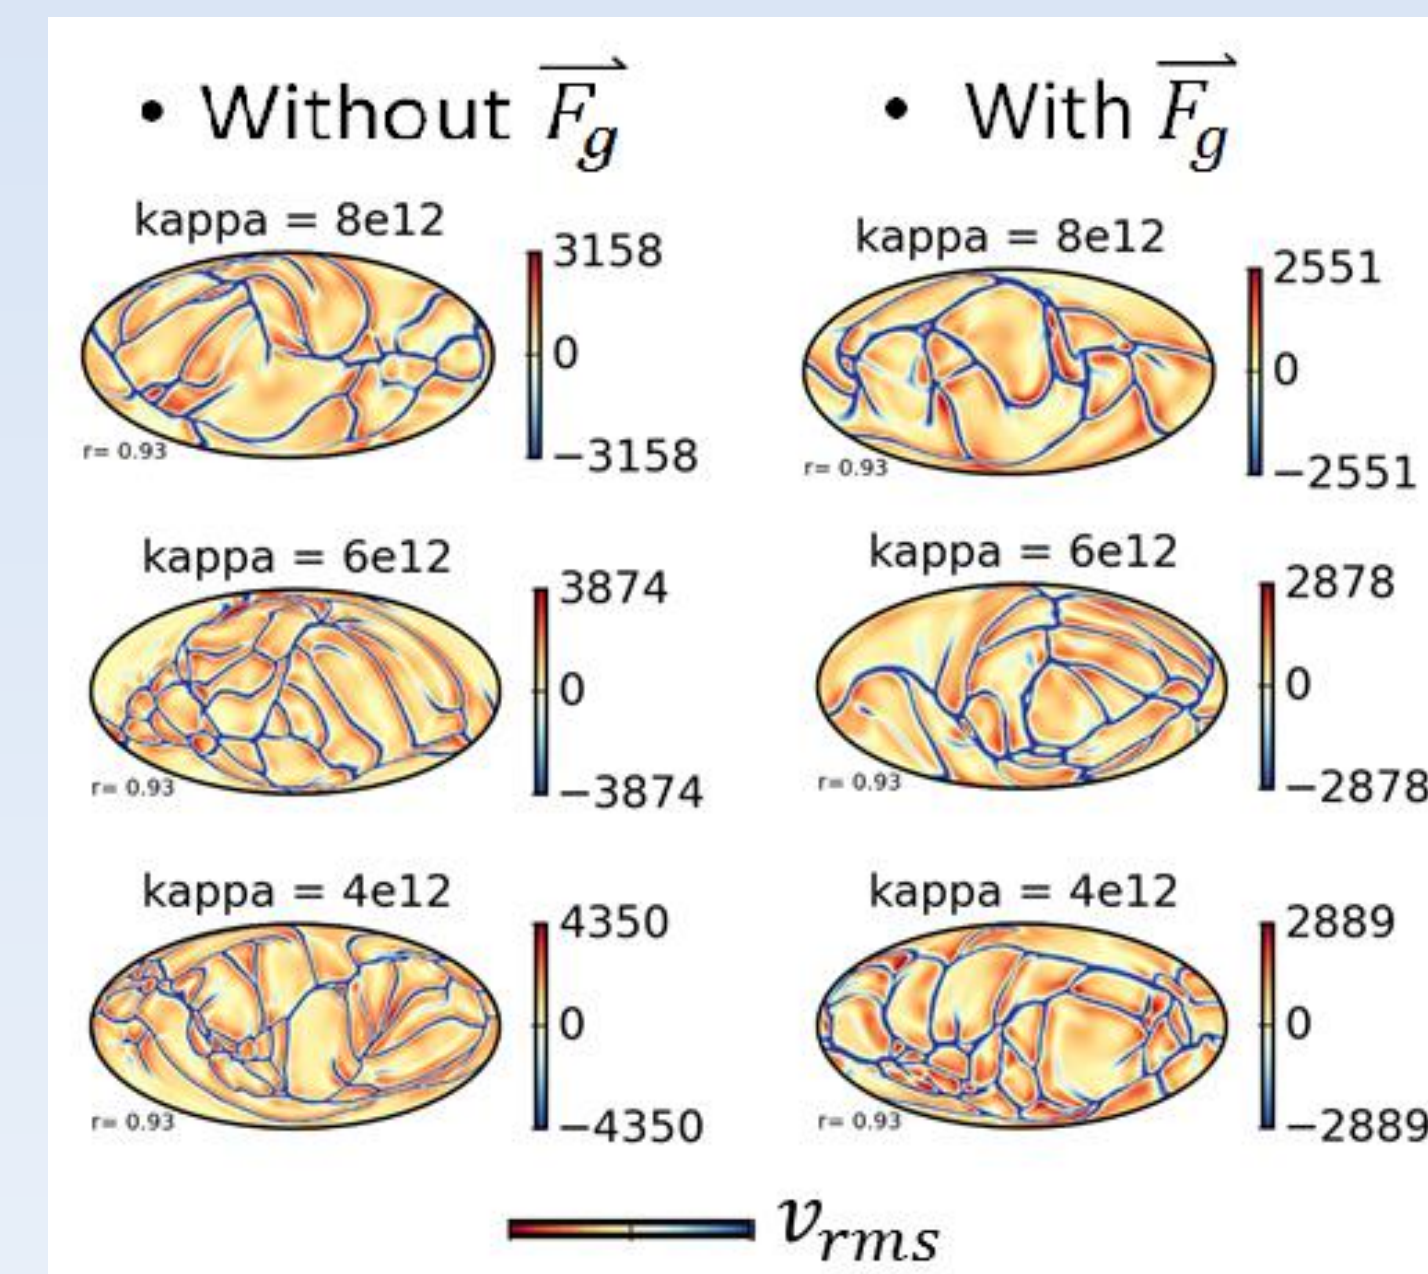 • Without $\overrightarrow{F_g}$
• With $\overrightarrow{F_g}$
kappa = 8e12
3158
0
−3158
r= 0.93
kappa = 8e12
2551
0
−2551
r= 0.93
kappa = 6e12
3874
0
−3874
r= 0.93
kappa = 6e12
2878
0
−2878
r= 0.93
kappa = 4e12
4350
0
−4350
r= 0.93
kappa = 4e12
2889
0
−2889
r= 0.93
$v_{rms}$